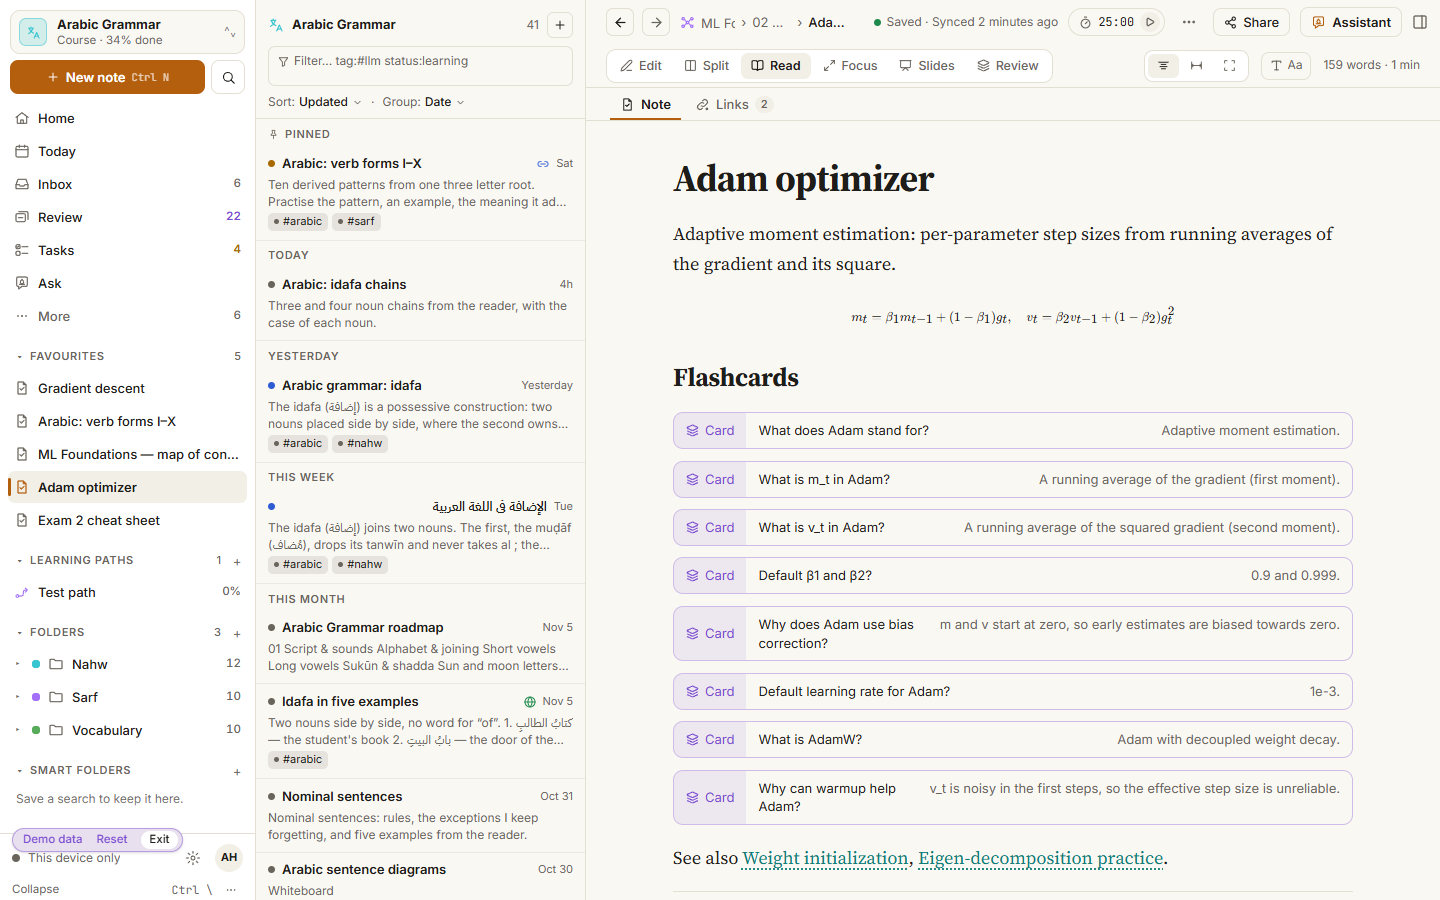 Arabic Grammar
Course · 34% done
New note Ctrl N
Home
Today
Inbox 6
Review 22
Tasks 4
Ask
More 6
FAVOURITES 5
Gradient descent
Arabic: verb forms I–X
ML Foundations — map of con...
Adam optimizer
Exam 2 cheat sheet
LEARNING PATHS 1 +
Test path 0%
FOLDERS 3 +
Nahw 12
Sarf 10
Vocabulary 10
SMART FOLDERS +
Save a search to keep it here.
Demo data Reset Exit
This device only AH
Collapse Ctrl \ ...
Arabic Grammar 41 +
Filter... tag:#llm status:learning
Sort: Updated · Group: Date
PINNED
Arabic: verb forms I–X Sat
Ten derived patterns from one three letter root.
Practise the pattern, an example, the meaning it ad...
#arabic #sarf
TODAY
Arabic: idafa chains 4h
Three and four noun chains from the reader, with the
case of each noun.
YESTERDAY
Arabic grammar: idafa Yesterday
The idafa (إضافة) is a possessive construction: two
nouns placed side by side, where the second owns...
#arabic #nahw
THIS WEEK
الإضافة في اللغة العربية Tue
The idafa (إضافة) joins two nouns. The first, the muḍāf
(مُضاف), drops its tanwīn and never takes al ; the...
#arabic #nahw
THIS MONTH
Arabic Grammar roadmap Nov 5
01 Script & sounds Alphabet & joining Short vowels
Long vowels Sukūn & shadda Sun and moon letters...
Idafa in five examples Nov 5
Two nouns side by side, no word for “of”. 1. كتابُ الطالبِ
— the student's book 2. بابُ البيتِ — the door of the...
#arabic
Nominal sentences Oct 31
Nominal sentences: rules, the exceptions I keep
forgetting, and five examples from the reader.
Arabic sentence diagrams Oct 30
Whiteboard
ML Fc › 02 ... › Ada... Saved · Synced 2 minutes ago 25:00 ... Share Assistant
Edit Split Read Focus Slides Review T Aa 159 words · 1 min
Note Links 2
Adam optimizer
Adaptive moment estimation: per-parameter step sizes from running averages of
the gradient and its square.
m_t = β_1 m_{t−1} + (1 − β_1)g_t, v_t = β_2 v_{t−1} + (1 − β_2)g_t^2
Flashcards
Card What does Adam stand for? Adaptive moment estimation.
Card What is m_t in Adam? A running average of the gradient (first moment).
Card What is v_t in Adam? A running average of the squared gradient (second moment).
Card Default β1 and β2? 0.9 and 0.999.
Card Why does Adam use bias correction? m and v start at zero, so early estimates are biased towards zero.
Card Default learning rate for Adam? 1e-3.
Card What is AdamW? Adam with decoupled weight decay.
Card Why can warmup help Adam? v_t is noisy in the first steps, so the effective step size is unreliable.
See also Weight initialization, Eigen-decomposition practice.